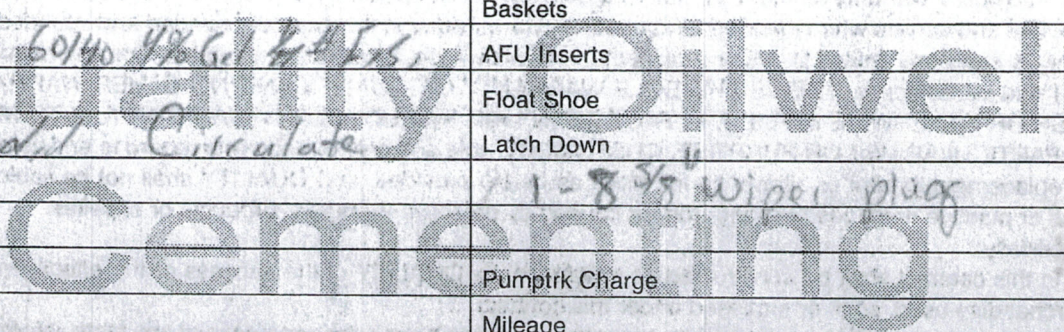 Baskets
60/40 4% Gel
AFU Inserts
Float Shoe
Circulate
Latch Down
1 - 8 5/8" wiper plug
Pumptrk Charge
Mileage
uality Oilwel
Cementing